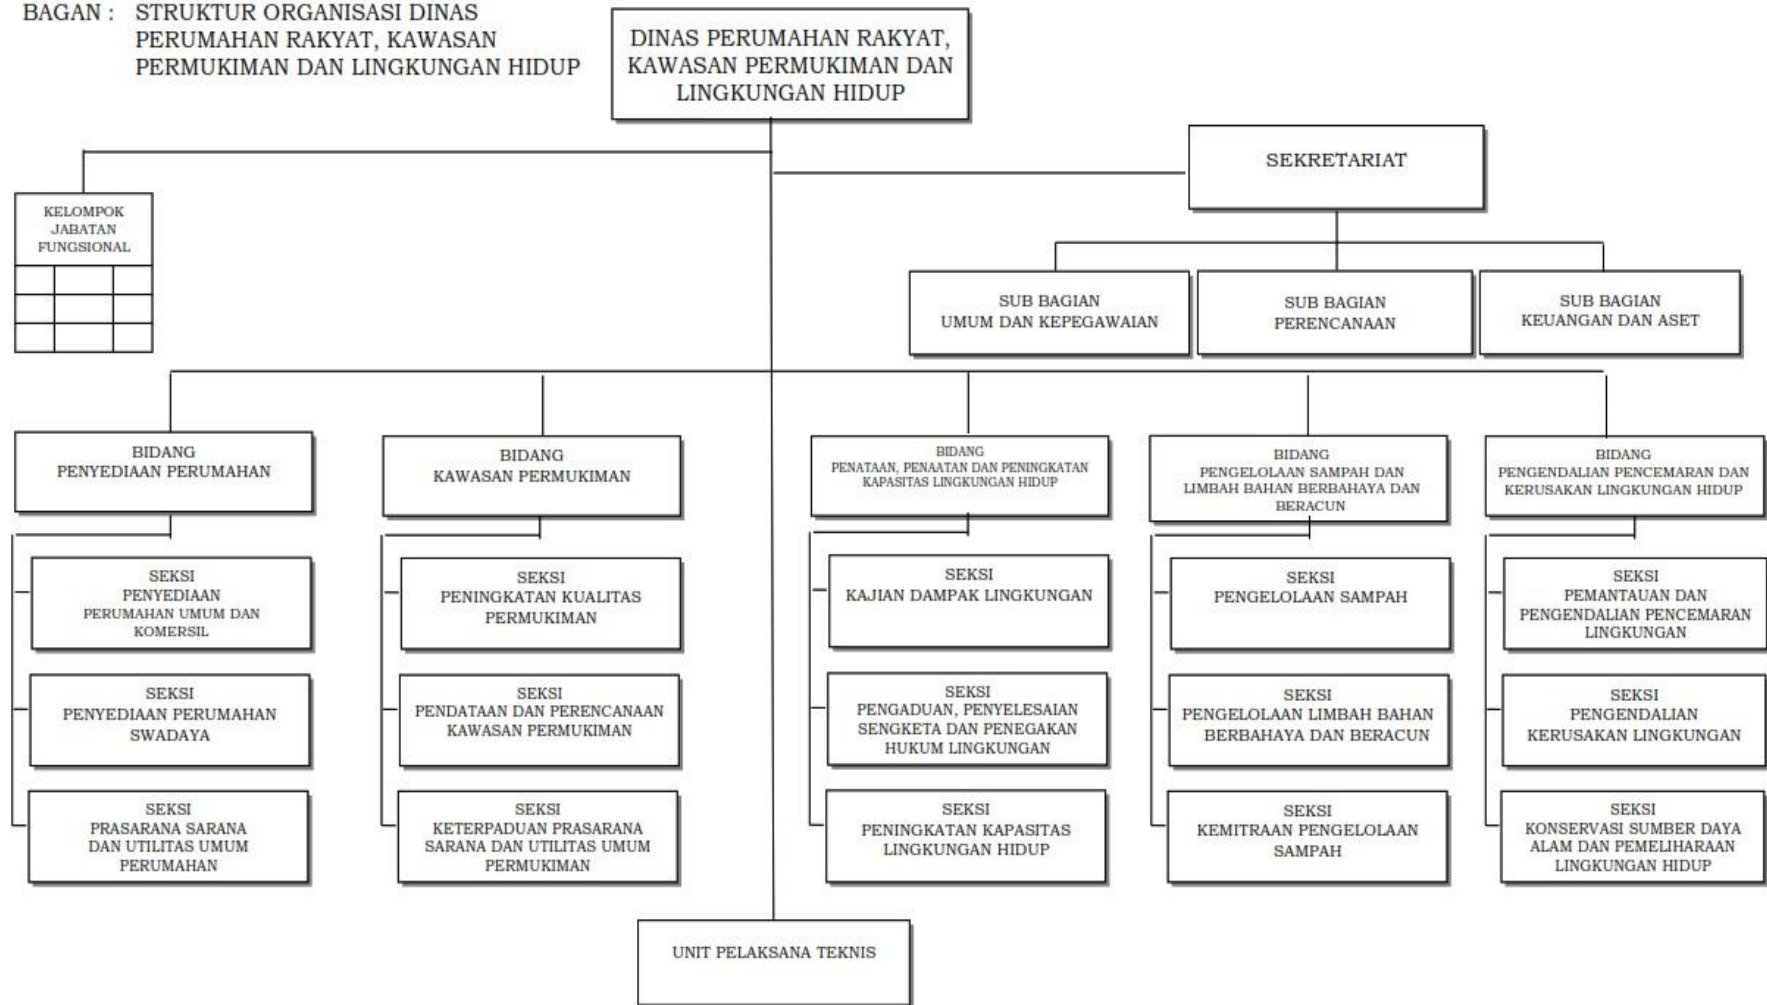 BAGAN : STRUKTUR ORGANISASI DINAS
PERUMAHAN RAKYAT, KAWASAN
PERMUKIMAN DAN LINGKUNGAN HIDUP
DINAS PERUMAHAN RAKYAT,
KAWASAN PERMUKIMAN DAN
LINGKUNGAN HIDUP
SEKRETARIAT
KELOMPOK
JABATAN
FUNGSIONAL
SUB BAGIAN
UMUM DAN KEPEGAWAIAN
SUB BAGIAN
PERENCANAAN
SUB BAGIAN
KEUANGAN DAN ASET
BIDANG
PENYEDIAAN PERUMAHAN
BIDANG
KAWASAN PERMUKIMAN
BIDANG
PENATAAN, PENAATAN DAN PENINGKATAN
KAPASITAS LINGKUNGAN HIDUP
BIDANG
PENGELOLAAN SAMPAH DAN
LIMBAH BAHAN BERBAHAYA DAN
BERACUN
BIDANG
PENGENDALIAN PENCEMARAN DAN
KERUSAKAN LINGKUNGAN HIDUP
SEKSI
PENYEDIAAN
PERUMAHAN UMUM DAN
KOMERSIL
SEKSI
PENINGKATAN KUALITAS
PERMUKIMAN
SEKSI
KAJIAN DAMPAK LINGKUNGAN
SEKSI
PENGELOLAAN SAMPAH
SEKSI
PEMANTAUAN DAN
PENGENDALIAN PENCEMARAN
LINGKUNGAN
SEKSI
PENYEDIAAN PERUMAHAN
SWADAYA
SEKSI
PENDATAAN DAN PERENCANAAN
KAWASAN PERMUKIMAN
SEKSI
PENGADUAN, PENYELESAIAN
SENGKETA DAN PENEGAKAN
HUKUM LINGKUNGAN
SEKSI
PENGELOLAAN LIMBAH BAHAN
BERBAHAYA DAN BERACUN
SEKSI
PENGENDALIAN
KERUSAKAN LINGKUNGAN
SEKSI
PRASARANA SARANA
DAN UTILITAS UMUM
PERUMAHAN
SEKSI
KETERPADUAN PRASARANA
SARANA DAN UTILITAS UMUM
PERMUKIMAN
SEKSI
PENINGKATAN KAPASITAS
LINGKUNGAN HIDUP
SEKSI
KEMITRAAN PENGELOLAAN
SAMPAH
SEKSI
KONSERVASI SUMBER DAYA
ALAM DAN PEMELIHARAAN
LINGKUNGAN HIDUP
UNIT PELAKSANA TEKNIS